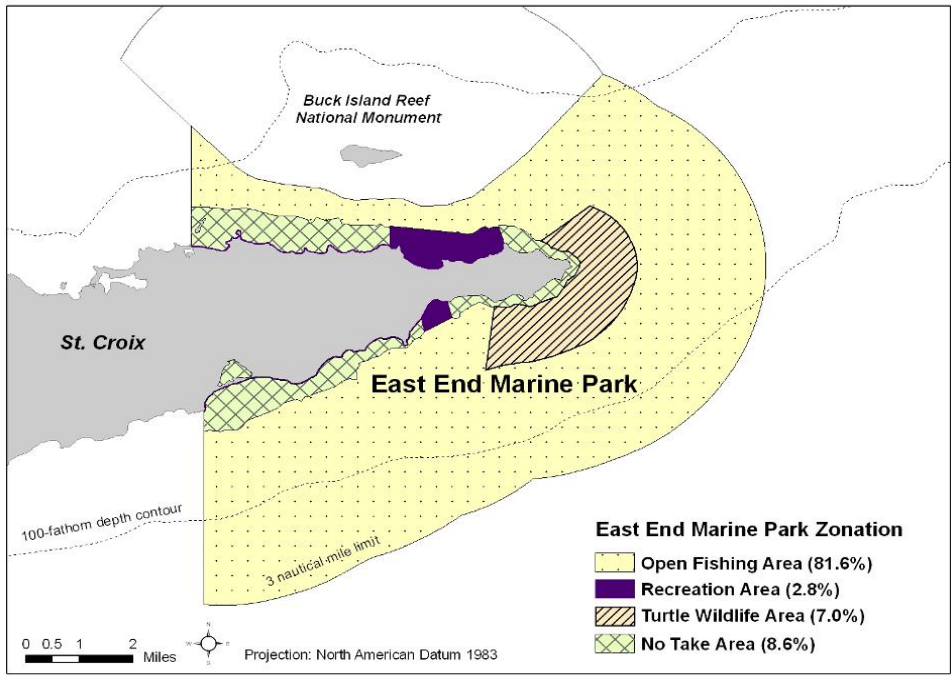 Buck Island Reef
National Monument
St. Croix
East End Marine Park
100-fathom depth contour
3 nautical mile limit
East End Marine Park Zonation
Open Fishing Area (81.6%)
Recreation Area (2.8%)
Turtle Wildlife Area (7.0%)
No Take Area (8.6%)
0 0.5 1 2
Miles
N
W E
S
Projection: North American Datum 1983